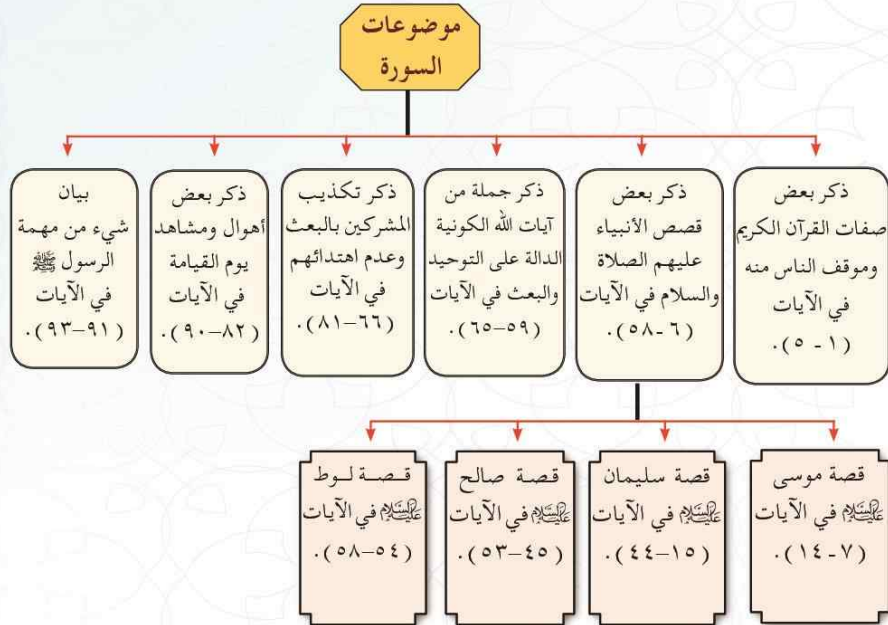 موضوعات
السورة
ذكر بعض
صفات القرآن الكريم
وموقف الناس منه
في الآيات
(١ - ٥).
ذكر بعض
قصص الأنبياء
عليهم الصلاة
والسلام في الآيات
(٦-٥٨).
ذكر جملة من
آيات الله الكونية
الدالة على التوحيد
والبعث في الآيات
(٥٩-٦٥).
ذكر تكذيب
المشركين بالبعث
وعدم اهتدائهم
في الآيات
(٦٦-٨١).
ذكر بعض
أهوال ومشاهد
يوم القيامة
في الآيات
(٨٢-٩٠).
بيان
شيء من مهمة
الرسول ﷺ
في الآيات
(٩١-٩٣).
قصة موسى
عليه السلام في الآيات
(٧-١٤).
قصة سليمان
عليه السلام في الآيات
(١٥-٤٤).
قصة صالح
عليه السلام في الآيات
(٤٥-٥٣).
قصة لوط
عليه السلام في الآيات
(٥٤-٥٨).